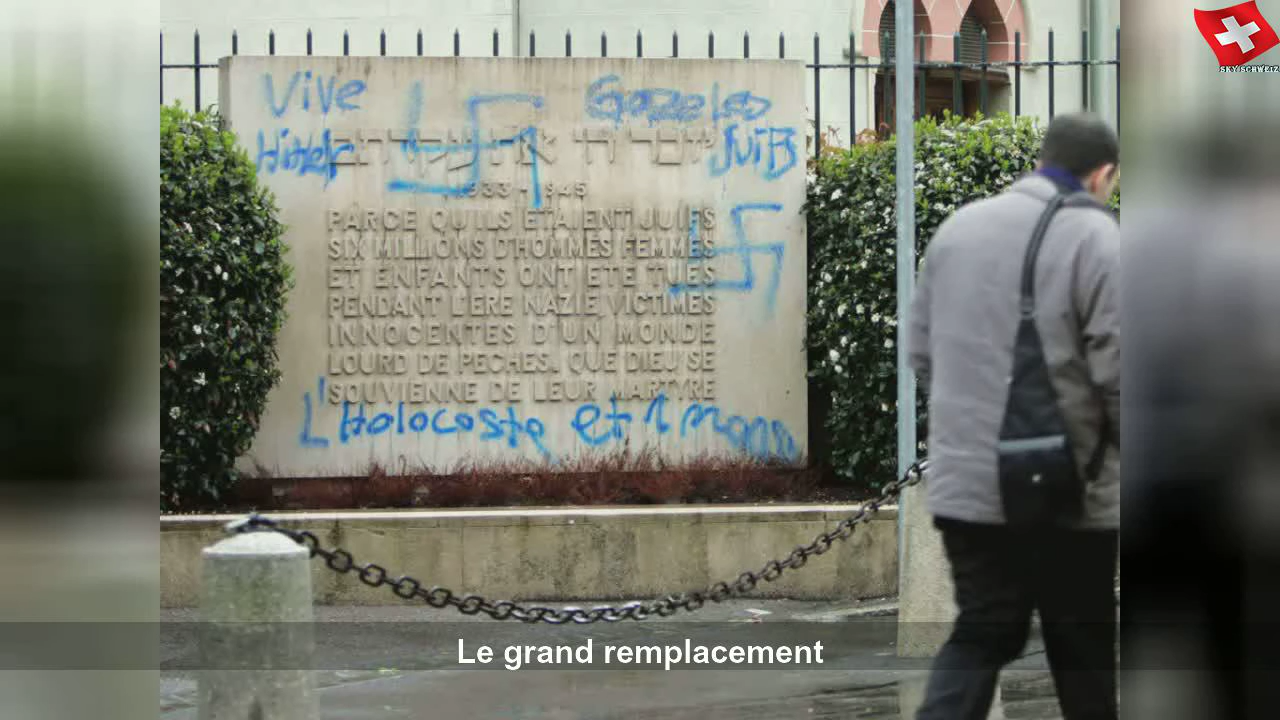 Vive
Hitler
Juifs
1933-1945
PARCE QU'ILS ETAIENT JUIFS
SIX MILLIONS D'HOMMES FEMMES
ET ENFANTS ONT ETE TUES
PENDANT L'ERE NAZIE, VICTIMES
INNOCENTES D'UN MONDE
LOURD DE PECHES. QUE DIEU SE
SOUVIENNE DE LEUR MARTYRE
L'Holocoste et 1
Le grand remplacement
SKY SCHWEIZ